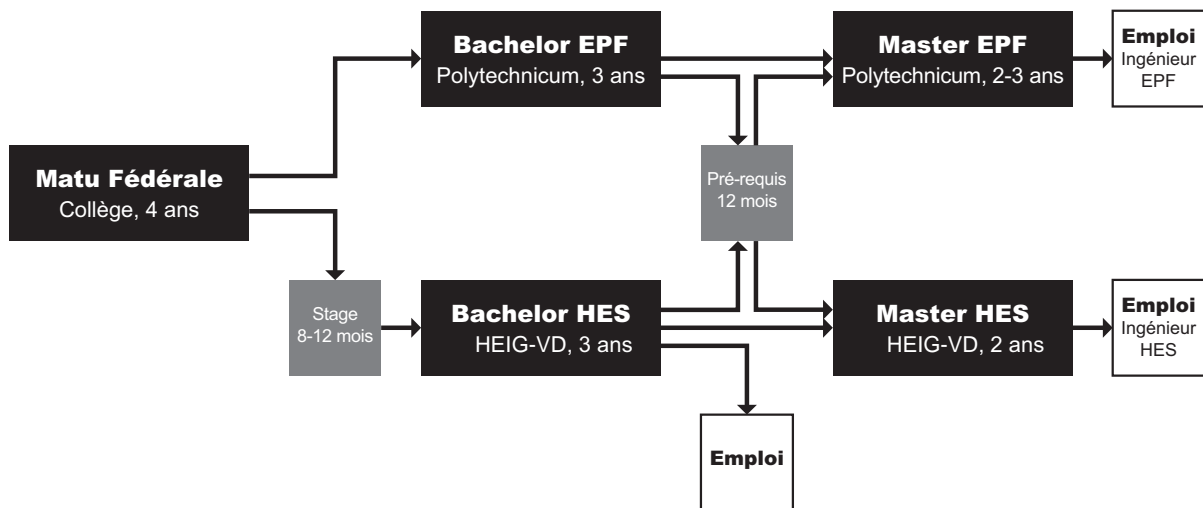 Bachelor EPF
Polytechnicum, 3 ans
Master EPF
Polytechnicum, 2-3 ans
Emploi
Ingénieur
EPF
Matu Fédérale
Collège, 4 ans
Pré-requis
12 mois
Stage
8-12 mois
Bachelor HES
HEIG-VD, 3 ans
Master HES
HEIG-VD, 2 ans
Emploi
Ingénieur
HES
Emploi